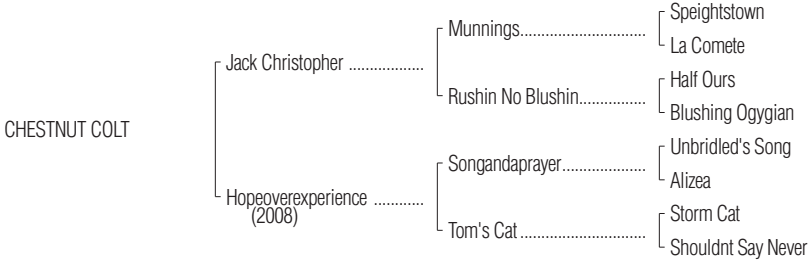 Speightstown
Munnings..............................
La Comete
Jack Christopher ..................
Half Ours
Rushin No Blushin................
Blushing Ogygian
CHESTNUT COLT
Unbridled's Song
Songandaprayer....................
Alizea
Hopeoverexperience ............
(2008)
Storm Cat
Tom's Cat ..............................
Shouldnt Say Never